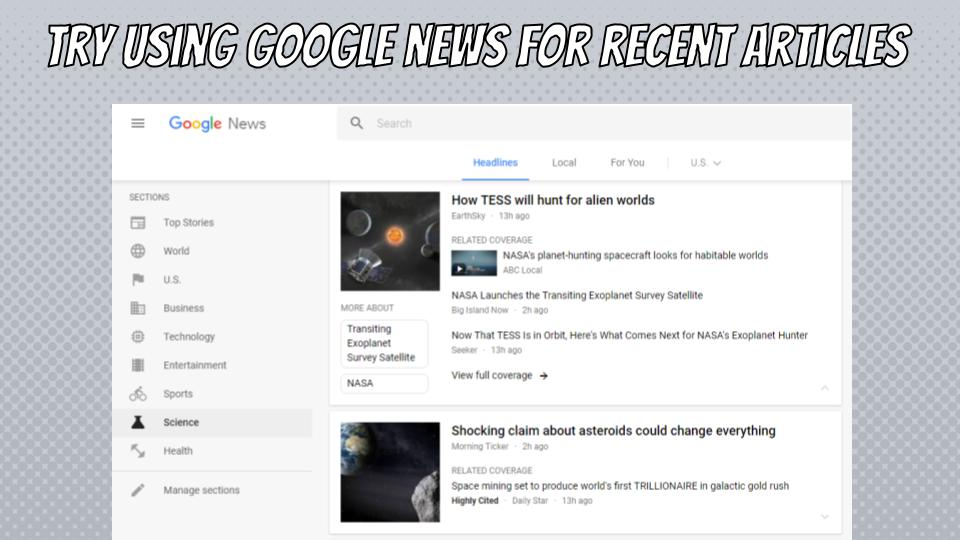 TRY USING GOOGLE NEWS FOR RECENT ARTICLES
Google News
Search
Headlines
Local
For You
U.S.
SECTIONS
Top Stories
World
U.S.
Business
Technology
Entertainment
Sports
Science
Health
Manage sections
How TESS will hunt for alien worlds
EarthSky · 13h ago
RELATED COVERAGE
NASA's planet-hunting spacecraft looks for habitable worlds
ABC Local
MORE ABOUT
Transiting
Exoplanet
Survey Satellite
NASA
NASA Launches the Transiting Exoplanet Survey Satellite
Big Island Now · 2h ago
Now That TESS Is in Orbit, Here's What Comes Next for NASA's Exoplanet Hunter
Seeker · 13h ago
View full coverage →
Shocking claim about asteroids could change everything
Morning Ticker · 2h ago
RELATED COVERAGE
Space mining set to produce world's first TRILLIONAIRE in galactic gold rush
Highly Cited · Daily Star · 13h ago